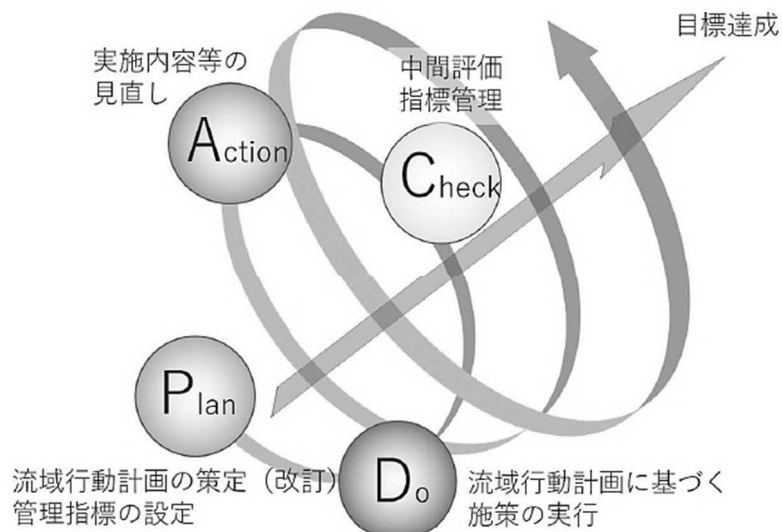 目標達成
実施内容等の
見直し
中間評価
指標管理
Action
Check
Plan
Do
流域行動計画の策定（改訂）
管理指標の設定
流域行動計画に基づく
施策の実行